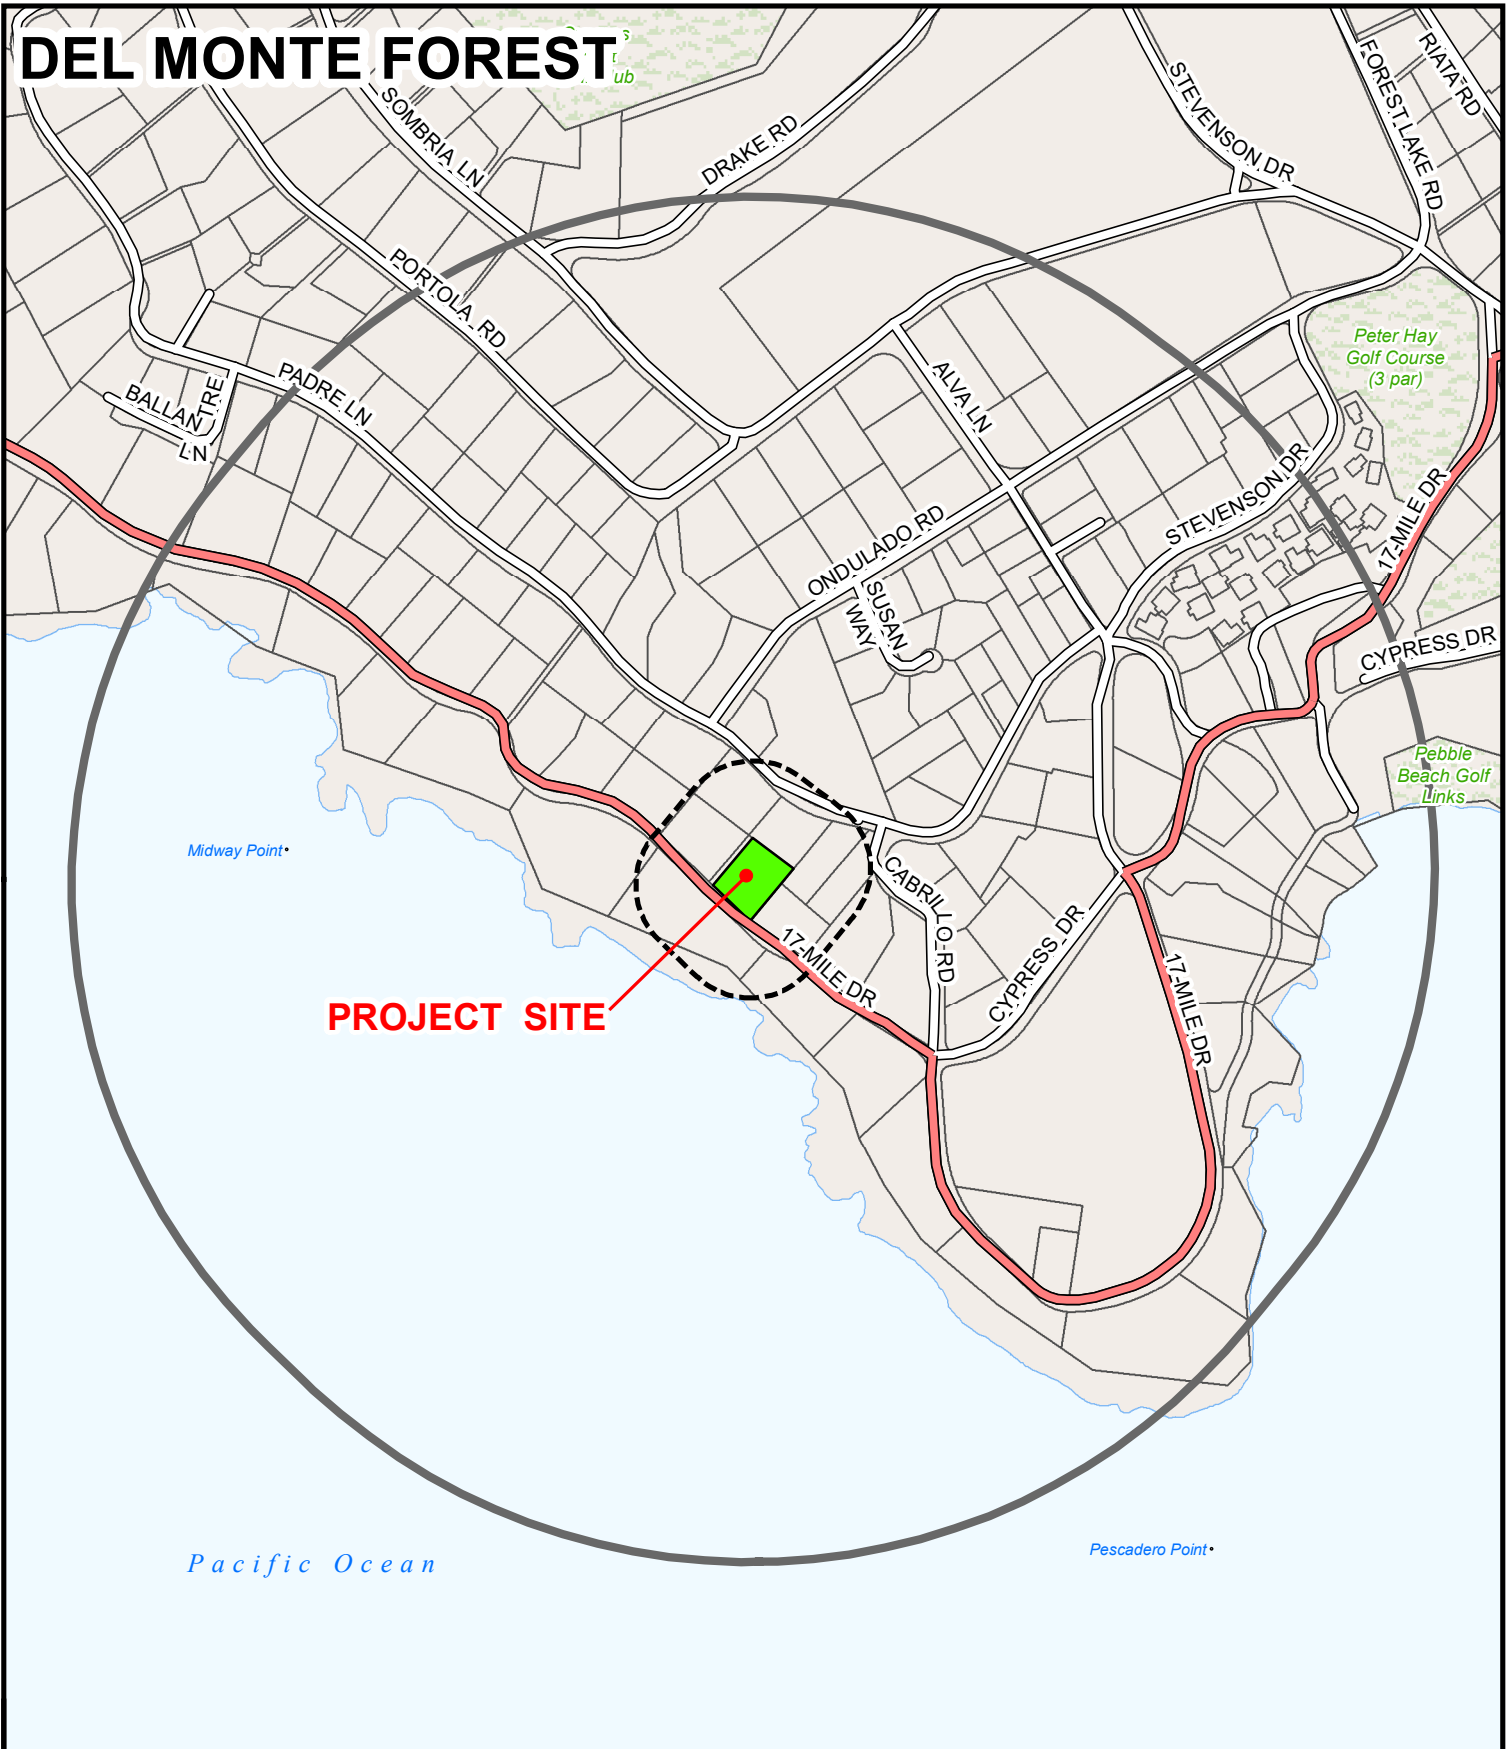 DEL MONTE FOREST
SOMBRIA LN
DRAKE RD
STEVENSON DR
FOREST LAKE RD
RIATA RD
PORTOLA RD
PADRE LN
BALLANTRE
LN
ALVA LN
Peter Hay
Golf Course
(3 par)
STEVENSON DR
17-MILE DR
ONDULADO RD
SUSAN
WAY
CYPRESS DR
Pebble
Beach Golf
Links
Midway Point
CABRILLO RD
17-MILE DR
CYPRESS DR
17-MILE DR
PROJECT SITE
Pacific Ocean
Pescadero Point